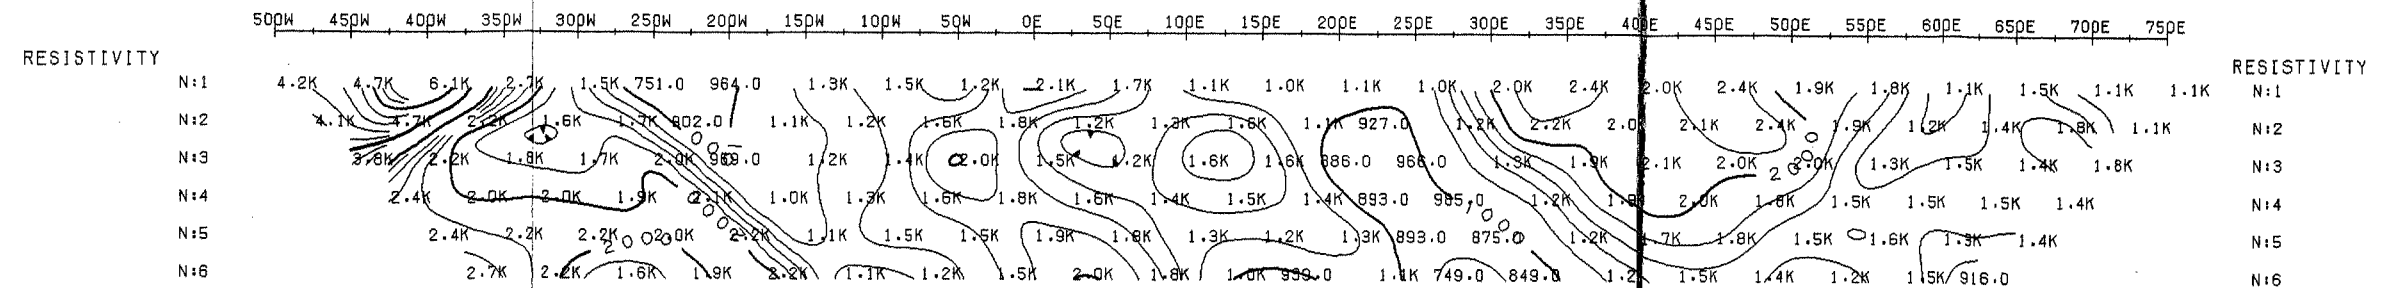 500W 450W 400W 350W 300W 250W 200W 150W 100W 50W 0E 50E 100E 150E 200E 250E 300E 350E 400E 450E 500E 550E 600E 650E 700E 750E
RESISTIVITY RESISTIVITY
N:1 4.2K 4.7K 6.1K 2.7K 1.5K 751.0 964.0 1.3K 1.5K 1.2K 2.1K 1.7K 1.1K 1.0K 1.1K 1.0K 2.0K 2.4K 2.0K 2.4K 1.9K 1.8K 1.1K 1.5K 1.1K 1.1K N:1
N:2 4.1K 4.7K 2.2K 1.6K 1.7K 802.0 1.1K 1.2K 1.6K 1.8K 1.2K 1.3K 1.6K 1.1K 927.0 1.2K 2.2K 2.0 2.1K 2.4K 1.9K 1.2K 1.4K 1.8K 1.1K N:2
N:3 3.8K 2.2K 1.8K 1.7K 2.0K 969.0 1.2K 1.4K 2.0K 1.5K 1.2K 1.6K 1.6K 886.0 966.0 1.3K 1.9K 2.1K 2.0K 2.0K 1.3K 1.5K 1.4K 1.8K N:3
N:4 2.4K 2.0K 2.0K 1.9K 2.1K 1.0K 1.3K 1.6K 1.8K 1.6K 1.4K 1.5K 1.4K 893.0 985.0 1.2K 2.0K 1.8K 1.5K 1.5K 1.5K 1.4K N:4
N:5 2.4K 2.2K 2.2K 2.0K 2.2K 1.1K 1.5K 1.5K 1.9K 1.8K 1.3K 1.2K 1.3K 893.0 875.0 1.2K 1.7K 1.8K 1.5K 1.6K 1.4K N:5
N:6 2.7K 2.2K 1.6K 1.9K 2.2K 1.1K 1.2K 1.5K 2.0K 1.8K 1.0K 939.0 1.1K 749.0 849.0 1.2 1.5K 1.4K 1.2K 1.5K 916.0 N:6